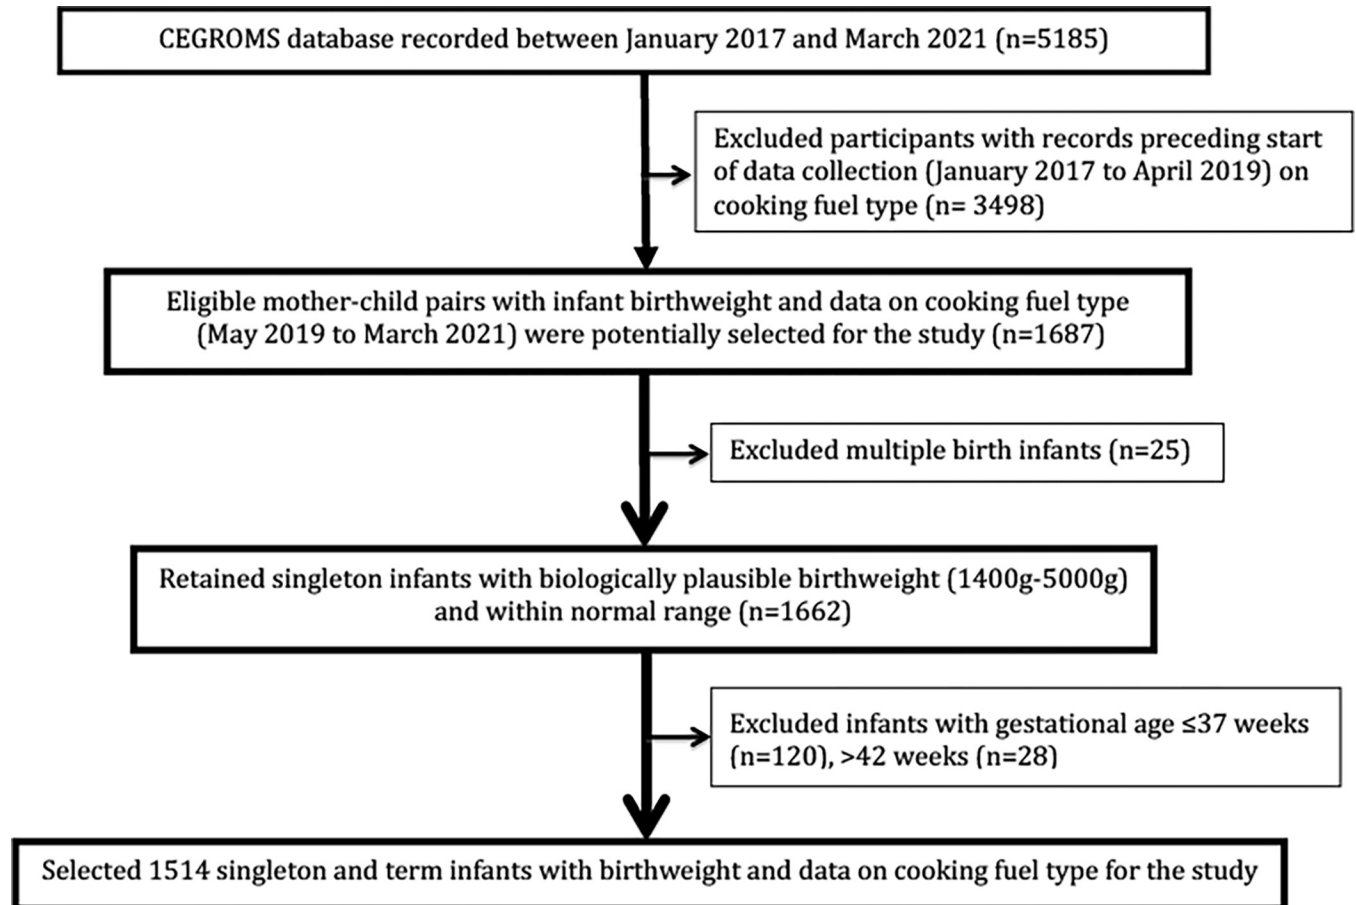 CEGROMS database recorded between January 2017 and March 2021 (n=5185)
Excluded participants with records preceding start
of data collection (January 2017 to April 2019) on
cooking fuel type (n= 3498)
Eligible mother-child pairs with infant birthweight and data on cooking fuel type
(May 2019 to March 2021) were potentially selected for the study (n=1687)
Excluded multiple birth infants (n=25)
Retained singleton infants with biologically plausible birthweight (1400g-5000g)
and within normal range (n=1662)
Excluded infants with gestational age ≤37 weeks
(n=120), >42 weeks (n=28)
Selected 1514 singleton and term infants with birthweight and data on cooking fuel type for the study